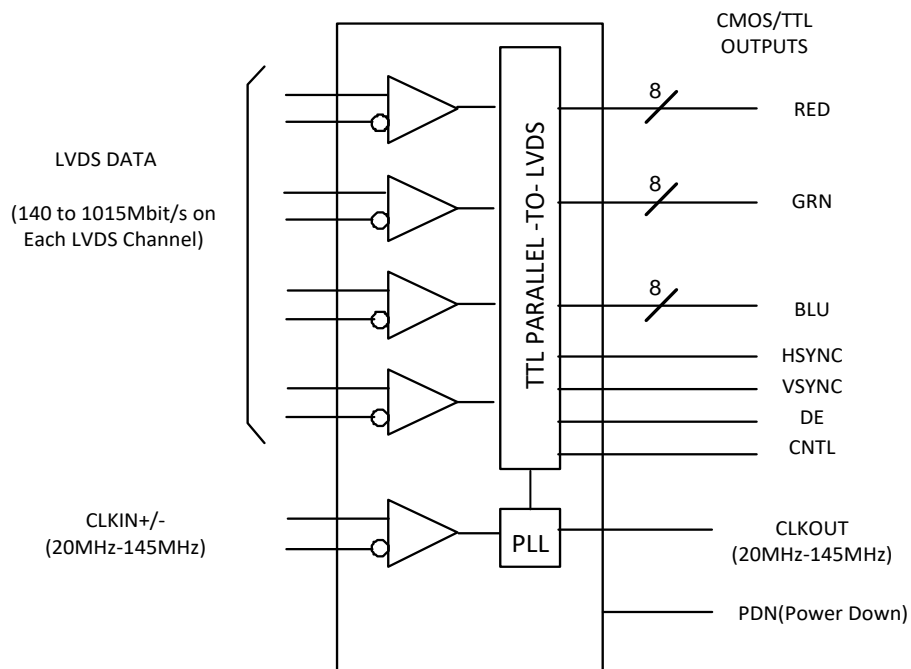 CMOS/TTL
OUTPUTS
LVDS DATA
(140 to 1015Mbit/s on
Each LVDS Channel)
TTL PARALLEL -TO- LVDS
8
RED
8
GRN
8
BLU
HSYNC
VSYNC
DE
CNTL
CLKIN+/-
(20MHz-145MHz)
PLL
CLKOUT
(20MHz-145MHz)
PDN(Power Down)